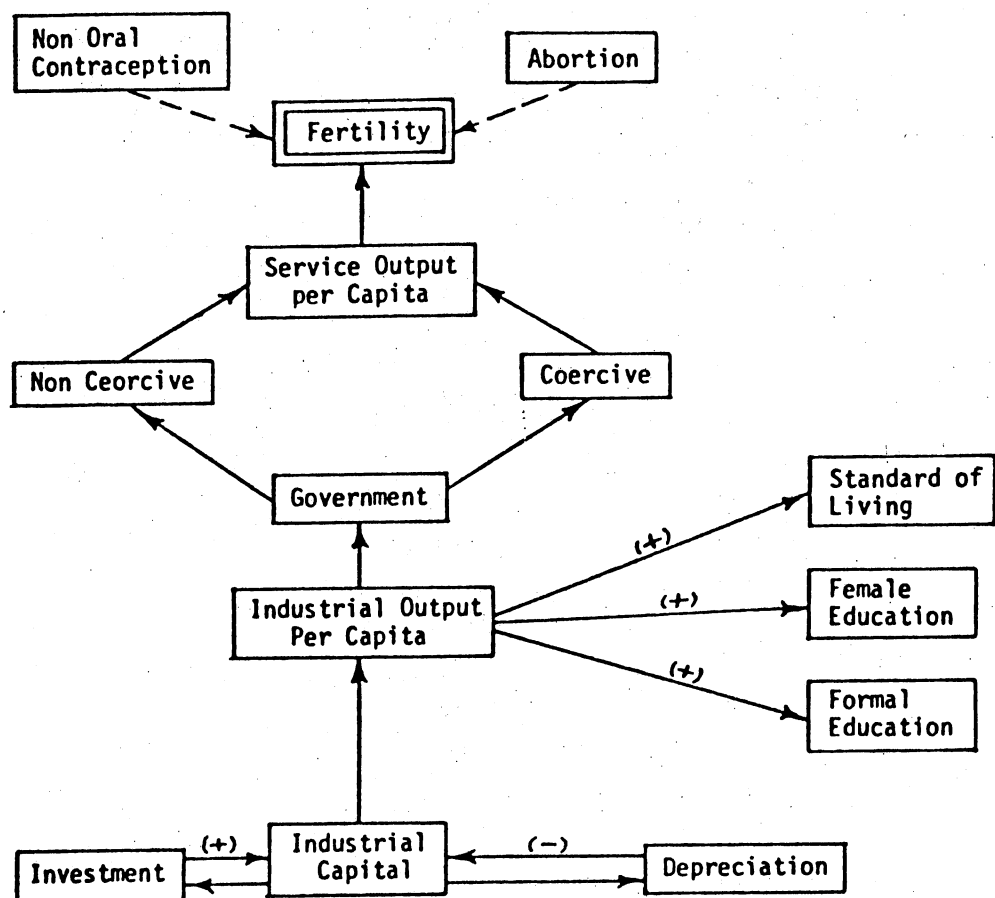 Non Oral
Contraception
Abortion
Fertility
Service Output
per Capita
Non Ceorcive
Coercive
Government
Standard of
Living
(+)
Industrial Output
Per Capita
(+)
Female
Education
(+)
Formal
Education
Investment
(+)
Industrial
Capital
(-)
Depreciation